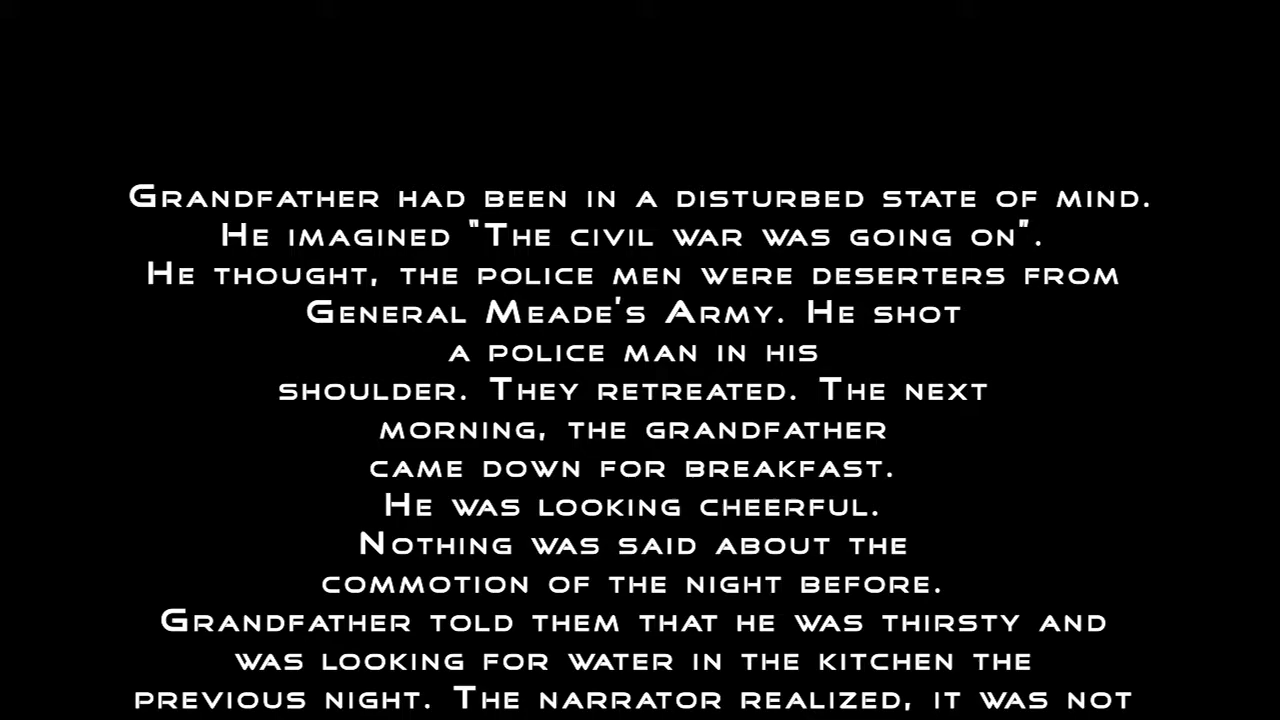 Grandfather had been in a disturbed state of mind.
He imagined "The civil war was going on".
He thought, the police men were deserters from
General Meade's Army. He shot
a police man in his
shoulder. They retreated. The next
morning, the grandfather
came down for breakfast.
He was looking cheerful.
Nothing was said about the
commotion of the night before.
Grandfather told them that he was thirsty and
was looking for water in the kitchen the
previous night. The narrator realized, it was not